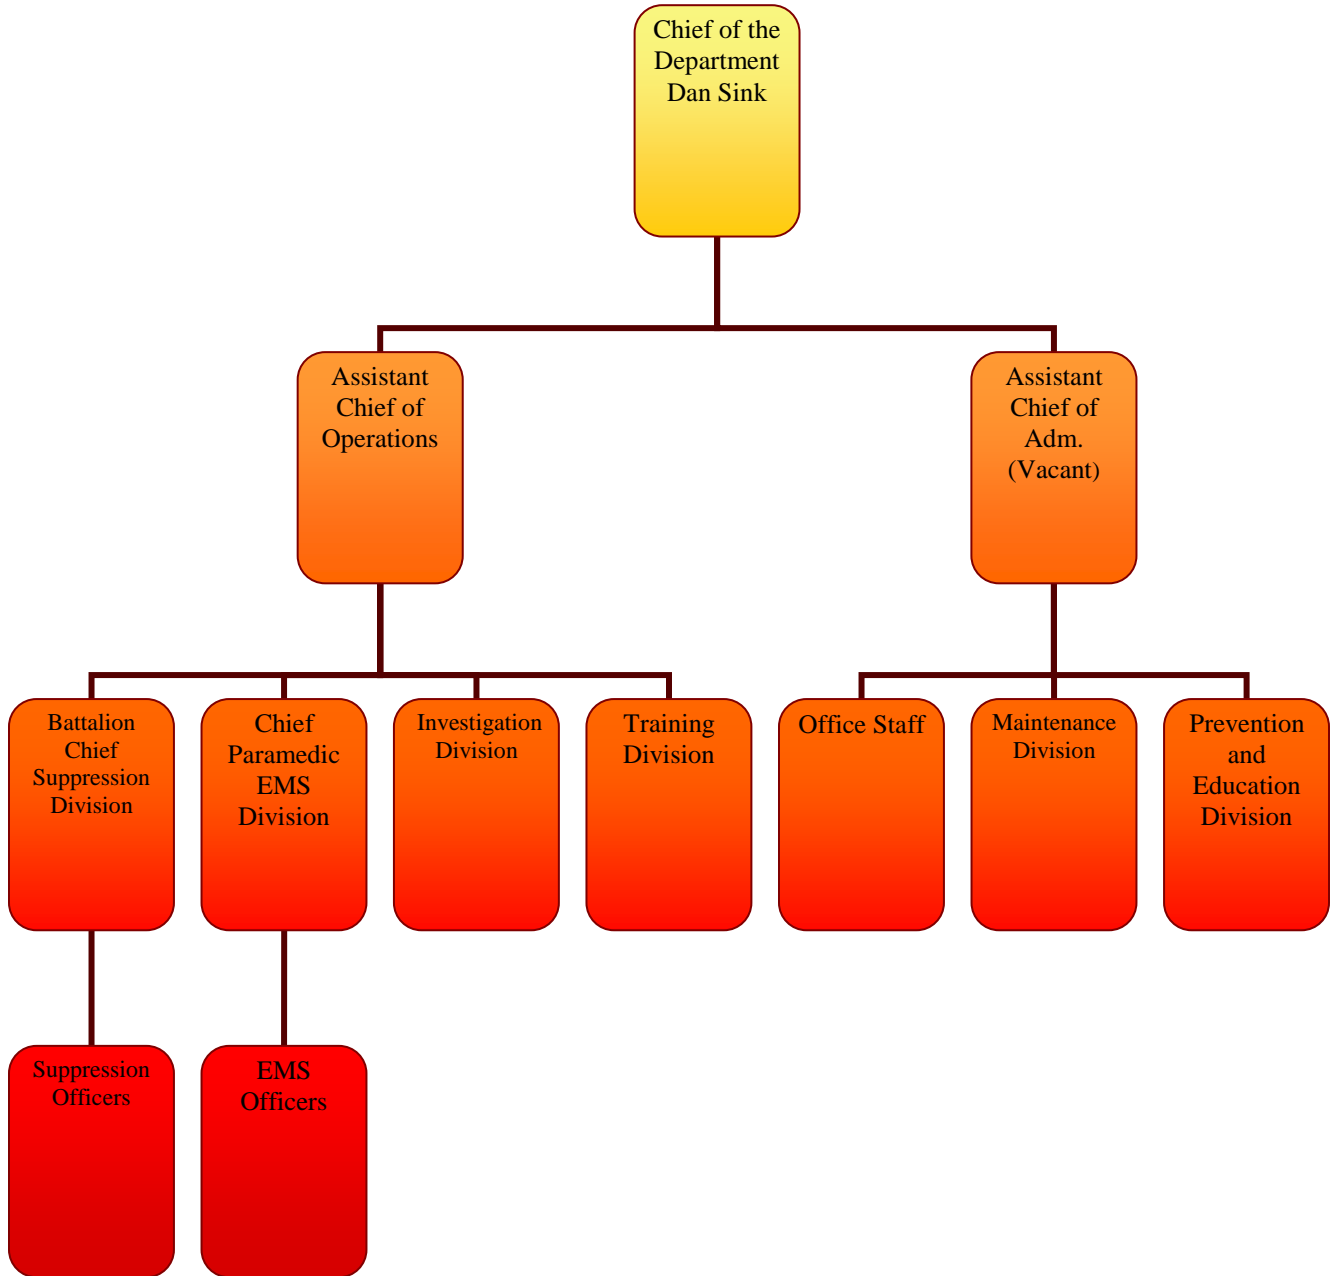 Chief of the
Department
Dan Sink
Assistant
Chief of
Operations
Assistant
Chief of
Adm.
(Vacant)
Battalion
Chief
Suppression
Division
Chief
Paramedic
EMS
Division
Investigation
Division
Training
Division
Office Staff
Maintenance
Division
Prevention
and
Education
Division
Suppression
Officers
EMS
Officers